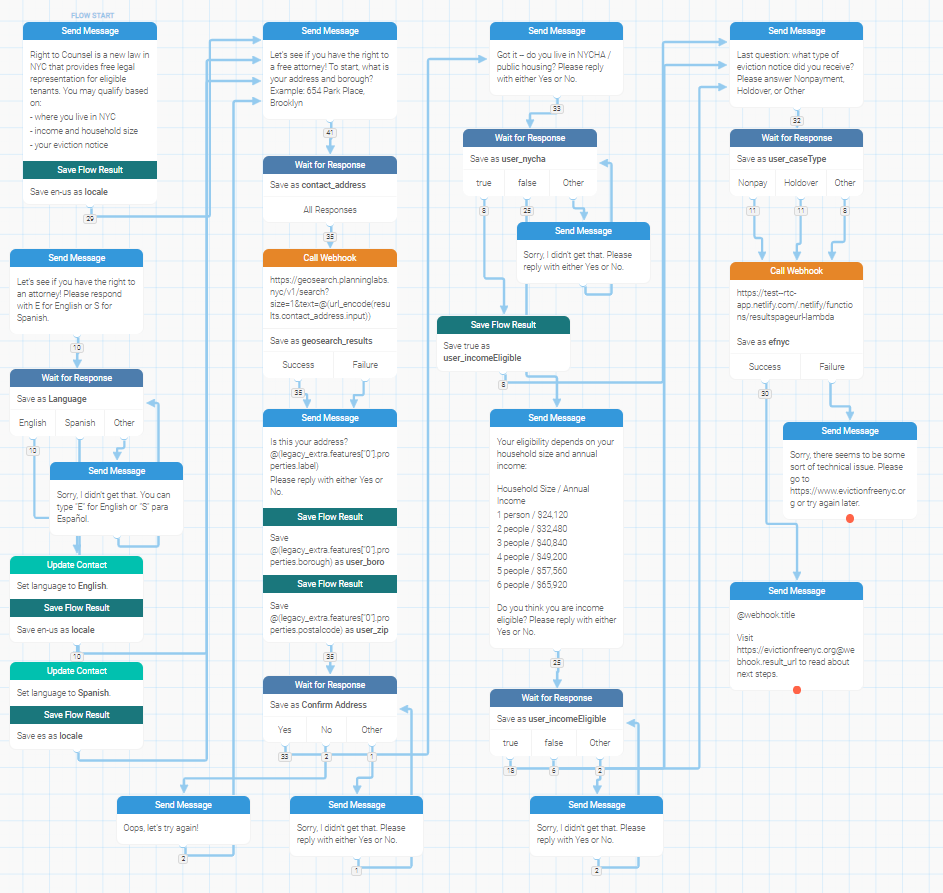 FLOW START
Send Message
Right to Counsel is a new law in
NYC that provides free legal
representation for eligible
tenants. You may qualify based
on:
- where you live in NYC
- income and household size
- your eviction notice
Save Flow Result
Save en-us as locale
29
Send Message
Let's see if you have the right to
an attorney! Please respond
with E for English or S for
Spanish.
10
Wait for Response
Save as Language
English
Spanish
Other
10
Send Message
Sorry, I didn't get that. You can
type "E" for English or "S" para
Español.
Update Contact
Set language to English.
Save Flow Result
Save en-us as locale
10
Update Contact
Set language to Spanish.
Save Flow Result
Save es as locale
Send Message
Oops, let's try again!
2
Send Message
Let's see if you have the right to
a free attorney! To start, what is
your address and borough?
Example: 654 Park Place,
Brooklyn
41
Wait for Response
Save as contact_address
All Responses
35
Call Webhook
https://geosearch.planninglabs.
nyc/v1/search?
size=1&text=@(url_encode(resu
lts.contact_address.input))
Save as geosearch_results
Success
Failure
35
Send Message
Is this your address?
@(legacy_extra.features["0"].pro
perties.label)
Please reply with either Yes or
No.
Save Flow Result
Save
@(legacy_extra.features["0"].pro
perties.borough) as user_boro
Save Flow Result
Save
@(legacy_extra.features["0"].pro
perties.postalcode) as user_zip
35
Wait for Response
Save as Confirm Address
Yes
No
Other
33
2
1
Send Message
Sorry, I didn't get that. Please
reply with either Yes or No.
1
Send Message
Got it – do you live in NYCHA /
public housing? Please reply
with either Yes or No.
33
Wait for Response
Save as user_nycha
true
false
Other
8
25
Send Message
Sorry, I didn't get that. Please
reply with either Yes or No.
Save Flow Result
Save true as
user_incomeEligible
8
Send Message
Your eligibility depends on your
household size and annual
income:
Household Size / Annual
Income
1 person / $24,120
2 people / $32,480
3 people / $40,840
4 people / $49,200
5 people / $57,560
6 people / $65,920
Do you think you are income
eligible? Please reply with either
Yes or No.
25
Wait for Response
Save as user_incomeEligible
true
false
Other
18
6
2
Send Message
Sorry, I didn't get that. Please
reply with either Yes or No.
2
Send Message
Last question: what type of
eviction notice did you receive?
Please answer Nonpayment,
Holdover, or Other
32
Wait for Response
Save as user_caseType
Nonpay
Holdover
Other
11
11
8
Call Webhook
https://test--rtc-
app.netlify.com/.netlify/functio
ns/resultspageurl-lambda
Save as efnyc
Success
Failure
30
Send Message
Sorry, there seems to be some
sort of technical issue. Please
go to
https://www.evictionfreenyc.or
g or try again later.
Send Message
@webhook.title
Visit
https://evictionfreenyc.org@we
bhook.result_url to read about
next steps.